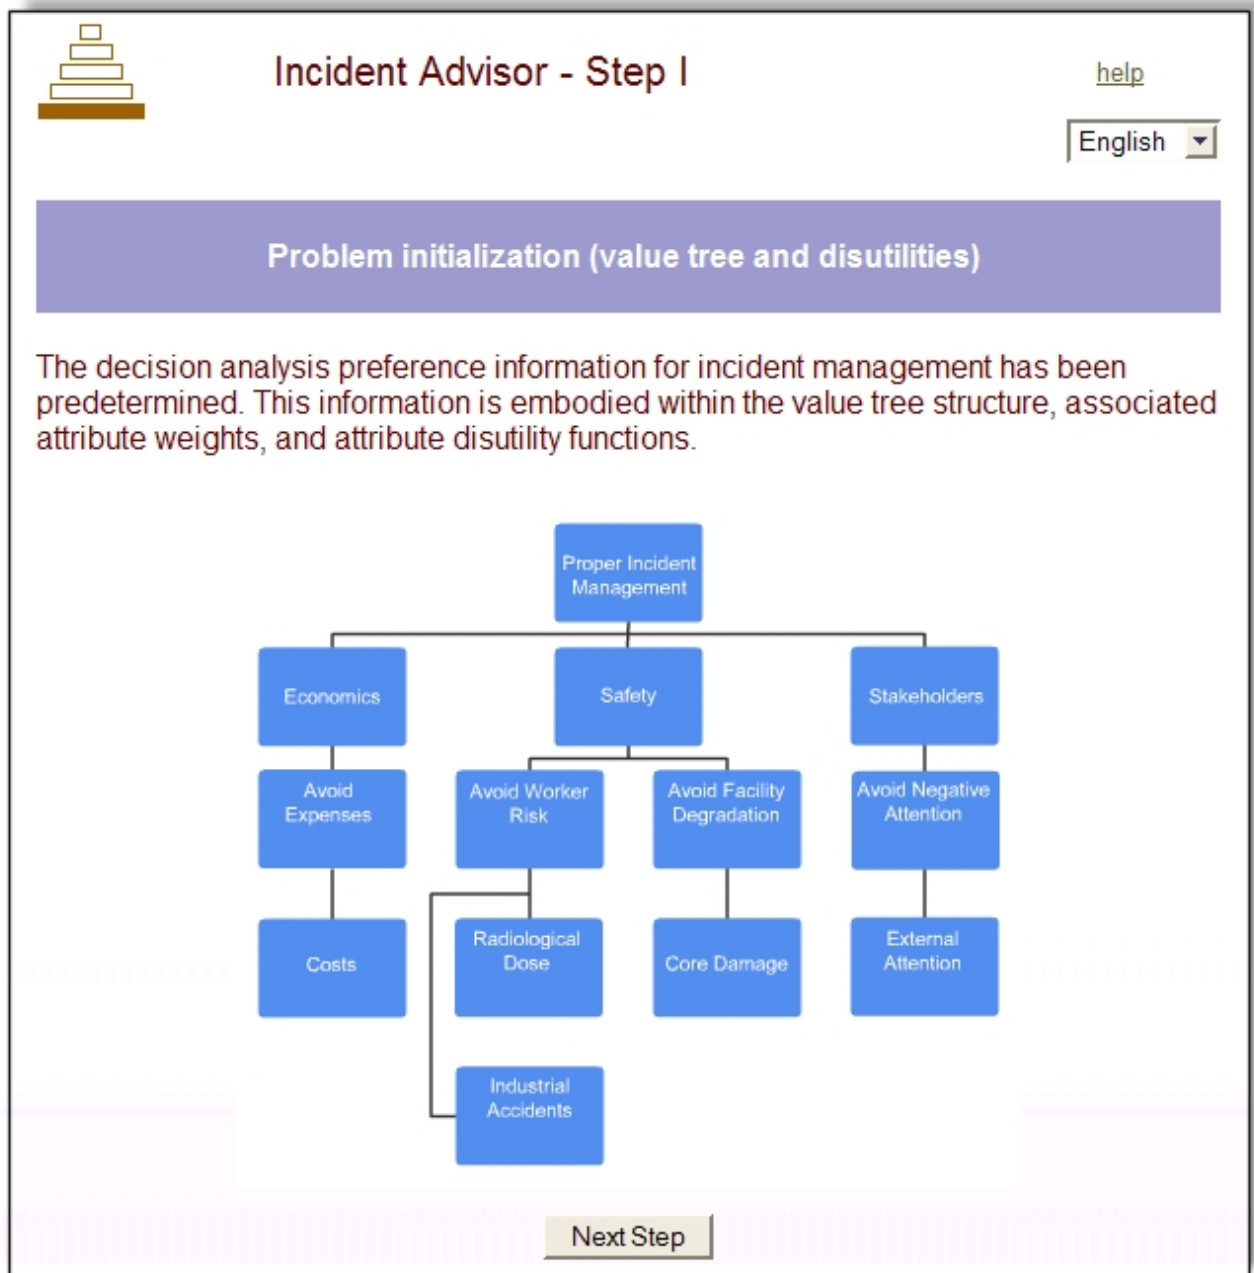 Incident Advisor - Step I
help
English
Problem initialization (value tree and disutilities)
The decision analysis preference information for incident management has been
predetermined. This information is embodied within the value tree structure, associated
attribute weights, and attribute disutility functions.
Proper Incident
Management
Economics
Safety
Stakeholders
Avoid
Expenses
Avoid Worker
Risk
Avoid Facility
Degradation
Avoid Negative
Attention
Costs
Radiological
Dose
Core Damage
External
Attention
Industrial
Accidents
Next Step